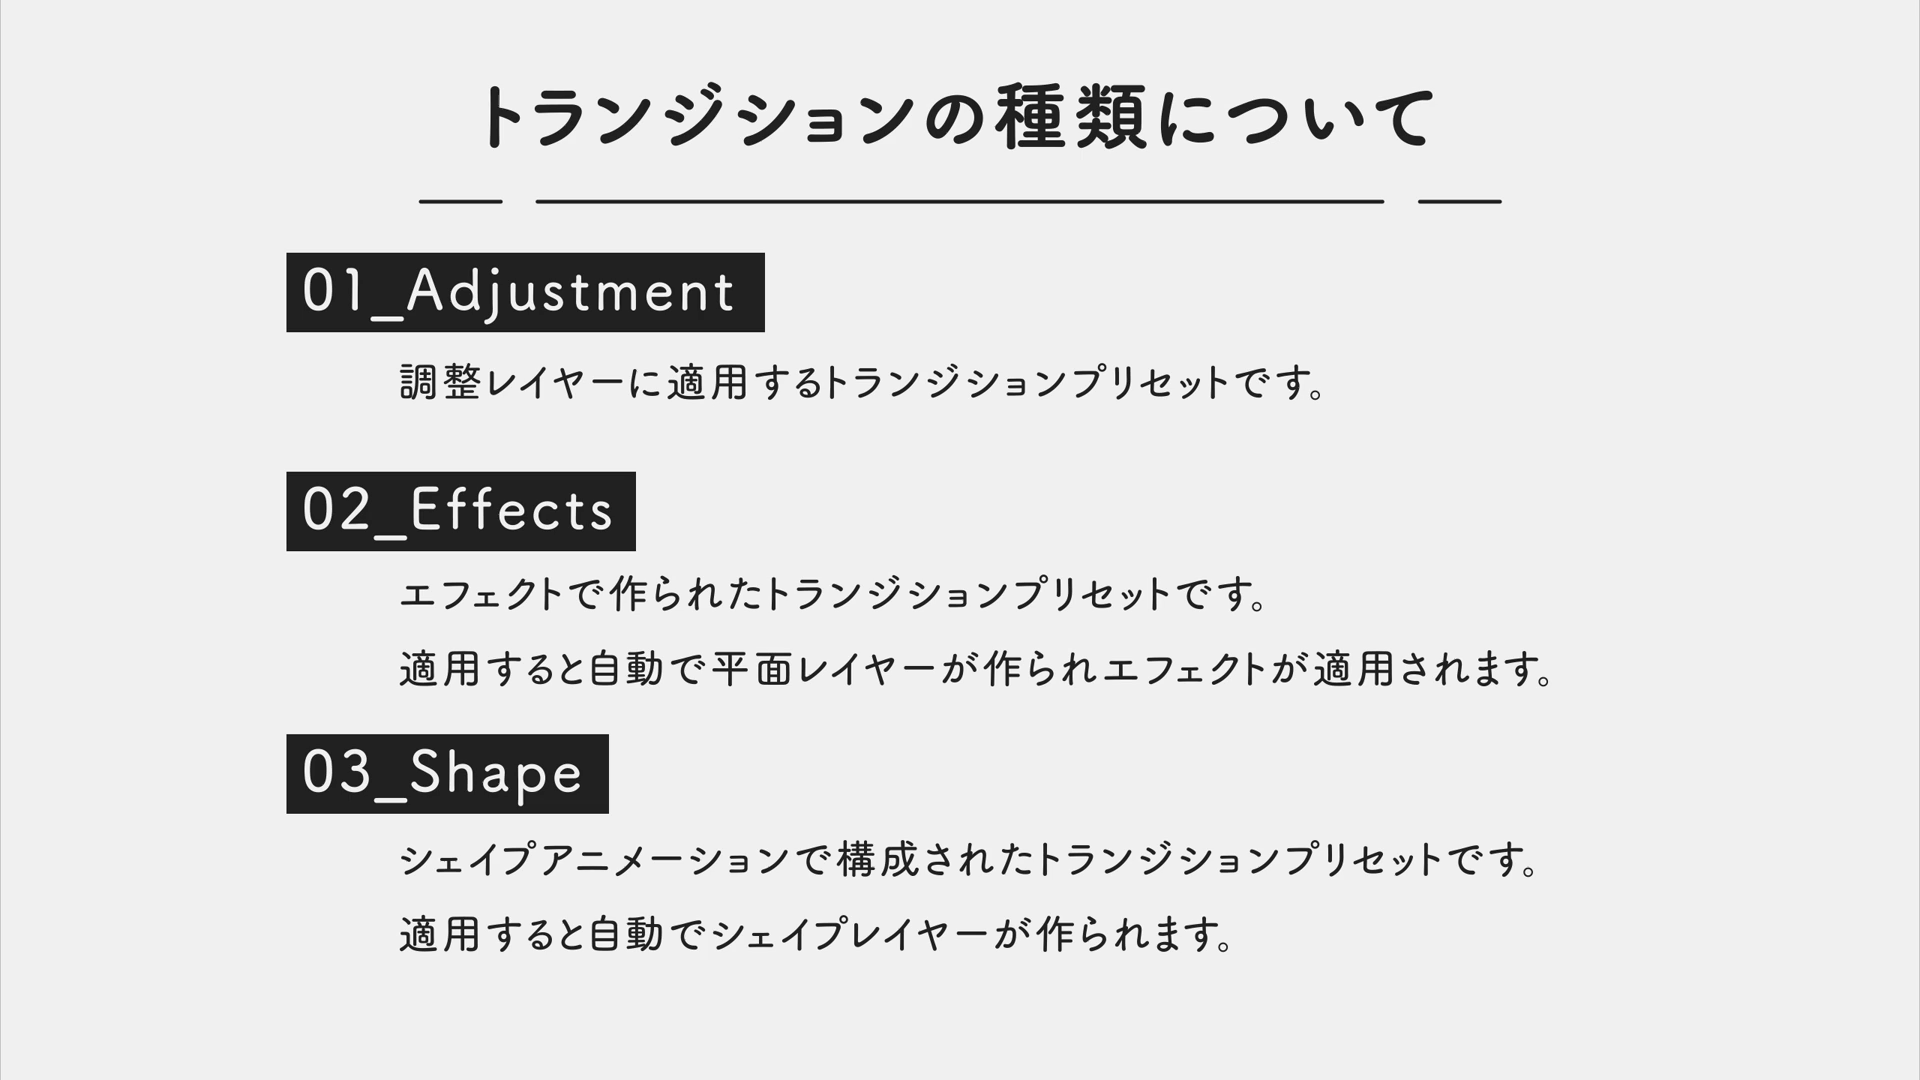 トランジションの種類について
01_Adjustment
調整レイヤーに適用するトランジションプリセットです。
02_Effects
エフェクトで作られたトランジションプリセットです。
適用すると自動で平面レイヤーが作られエフェクトが適用されます。
03_Shape
シェイプアニメーションで構成されたトランジションプリセットです。
適用すると自動でシェイプレイヤーが作られます。